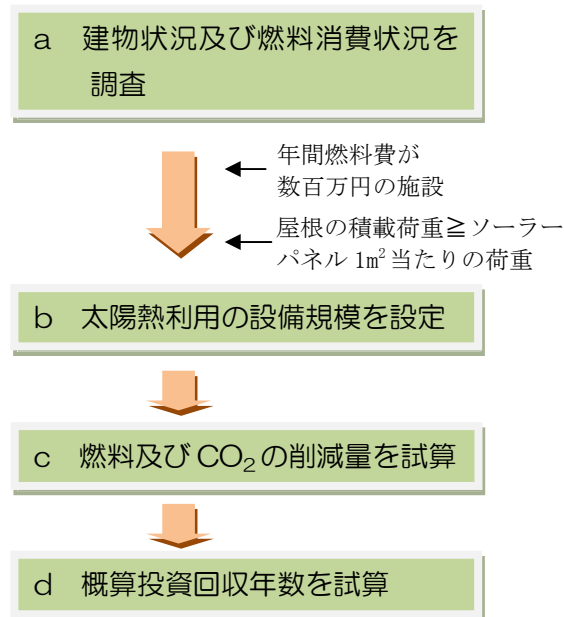 a 建物状況及び燃料消費状況を
調査
年間燃料費が
数百万円の施設
屋根の積載荷重≧ソーラー
パネル 1m²当たりの荷重
b 太陽熱利用の設備規模を設定
c 燃料及び CO₂の削減量を試算
d 概算投資回収年数を試算